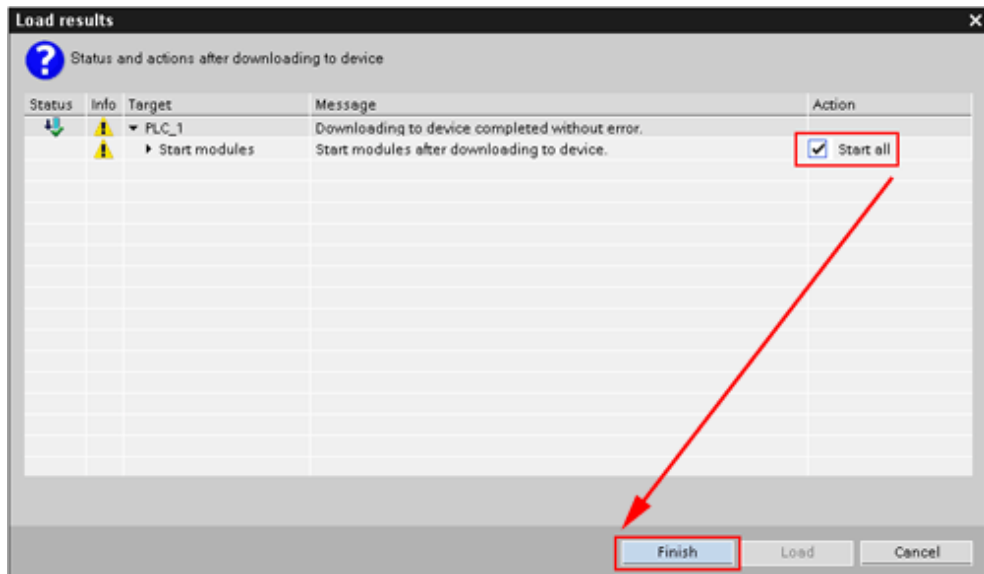 Load results
Status and actions after downloading to device
Status Info Target Message Action
PLC_1 Downloading to device completed without error.
Start modules Start modules after downloading to device. Start all
Finish Load Cancel